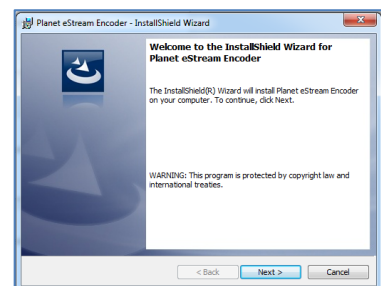 Planet eStream Encoder - InstallShield Wizard
Welcome to the InstallShield Wizard for
Planet eStream Encoder
The InstallShield(R) Wizard will install Planet eStream Encoder
on your computer. To continue, click Next.
WARNING: This program is protected by copyright law and
international treaties.
< Back
Next >
Cancel